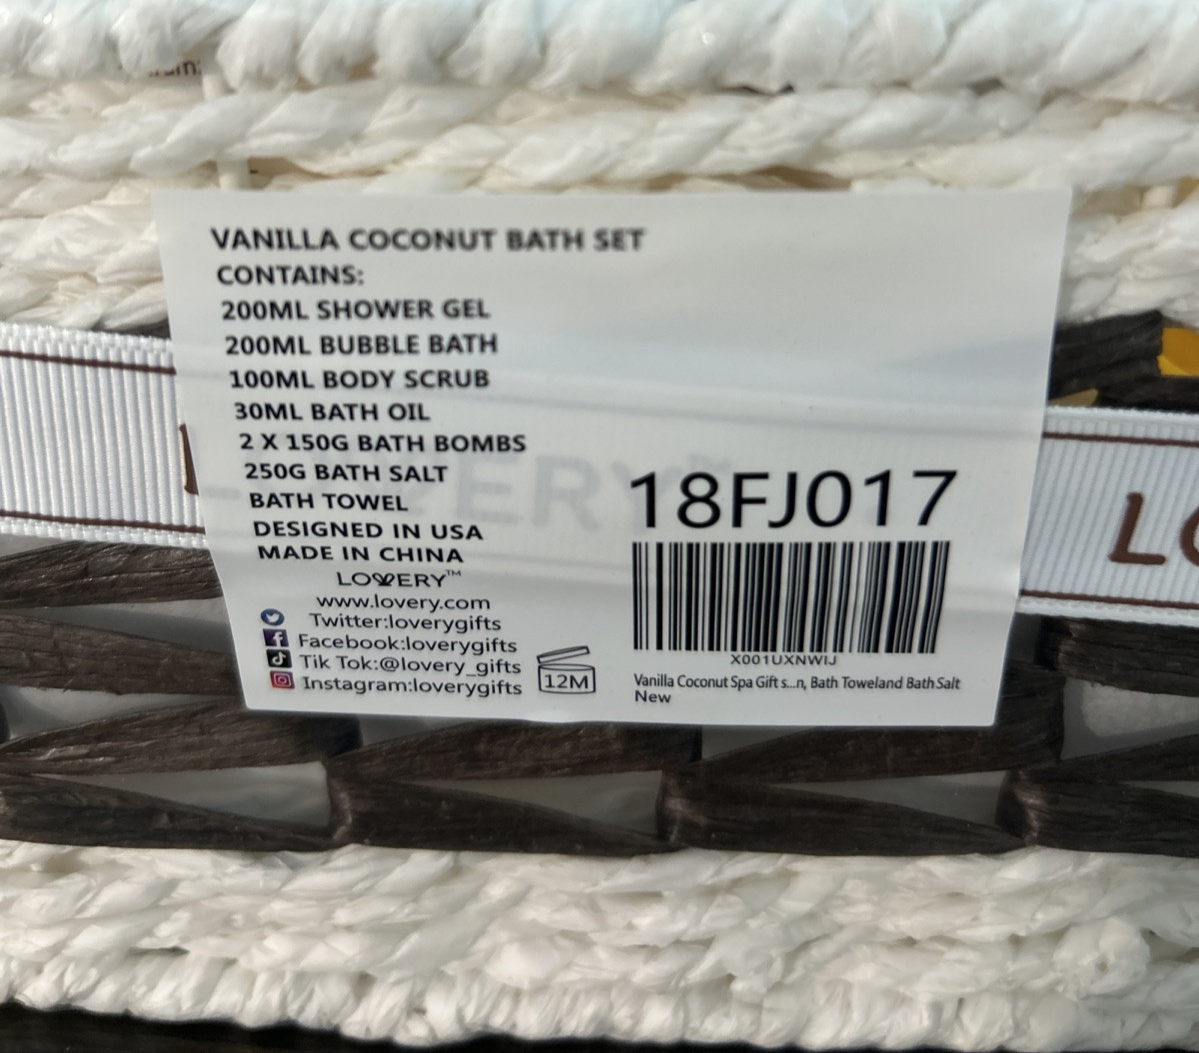 VANILLA COCONUT BATH SET
CONTAINS:
200ML SHOWER GEL
200ML BUBBLE BATH
100ML BODY SCRUB
30ML BATH OIL
2 X 150G BATH BOMBS
250G BATH SALT
BATH TOWEL
DESIGNED IN USA
MADE IN CHINA
LOVERY™
www.lovery.com
Twitter:loverygifts
Facebook:loverygifts
Tik Tok:@lovery_gifts
Instagram:loverygifts
12M
18FJ017
X001UXNWIJ
Vanilla Coconut Spa Gift s...n, Bath Toweland Bath Salt
New